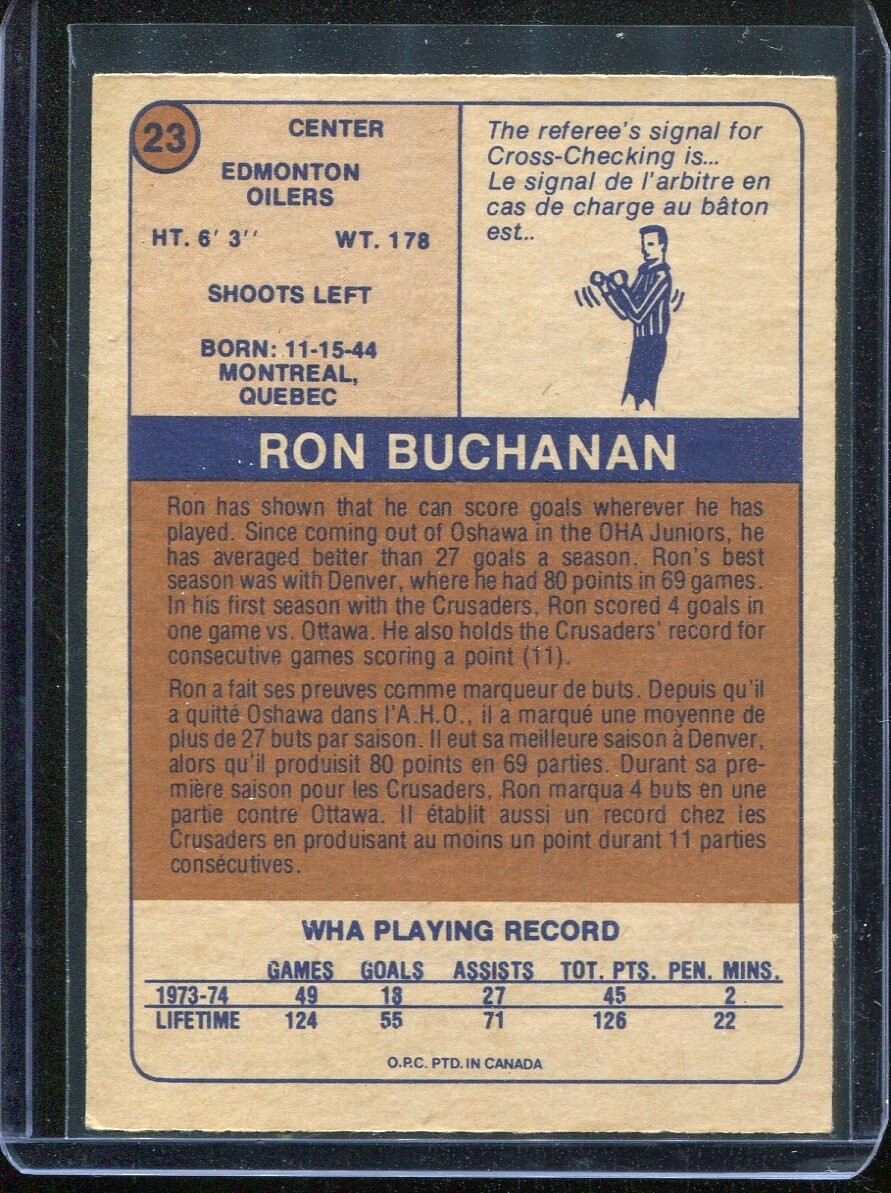 23
CENTER
EDMONTON
OILERS
HT. 6' 3'' WT. 178
SHOOTS LEFT
BORN: 11-15-44
MONTREAL,
QUEBEC
The referee's signal for
Cross-Checking is...
Le signal de l'arbitre en
cas de charge au bâton
est..
RON BUCHANAN
Ron has shown that he can score goals wherever he has
played. Since coming out of Oshawa in the OHA Juniors, he
has averaged better than 27 goals a season. Ron's best
season was with Denver, where he had 80 points in 69 games.
In his first season with the Crusaders, Ron scored 4 goals in
one game vs. Ottawa. He also holds the Crusaders' record for
consecutive games scoring a point (11).
Ron a fait ses preuves comme marqueur de buts. Depuis qu'il
a quitté Oshawa dans l'A.H.O., il a marqué une moyenne de
plus de 27 buts par saison. Il eut sa meilleure saison à Denver,
alors qu'il produisit 80 points en 69 parties. Durant sa pre-
mière saison pour les Crusaders, Ron marqua 4 buts en une
partie contre Ottawa. Il établit aussi un record chez les
Crusaders en produisant au moins un point durant 11 parties
consécutives.
WHA PLAYING RECORD
GAMES GOALS ASSISTS TOT. PTS. PEN. MINS.
1973-74 49 18 27 45 2
LIFETIME 124 55 71 126 22
O.P.C. PTD. IN CANADA